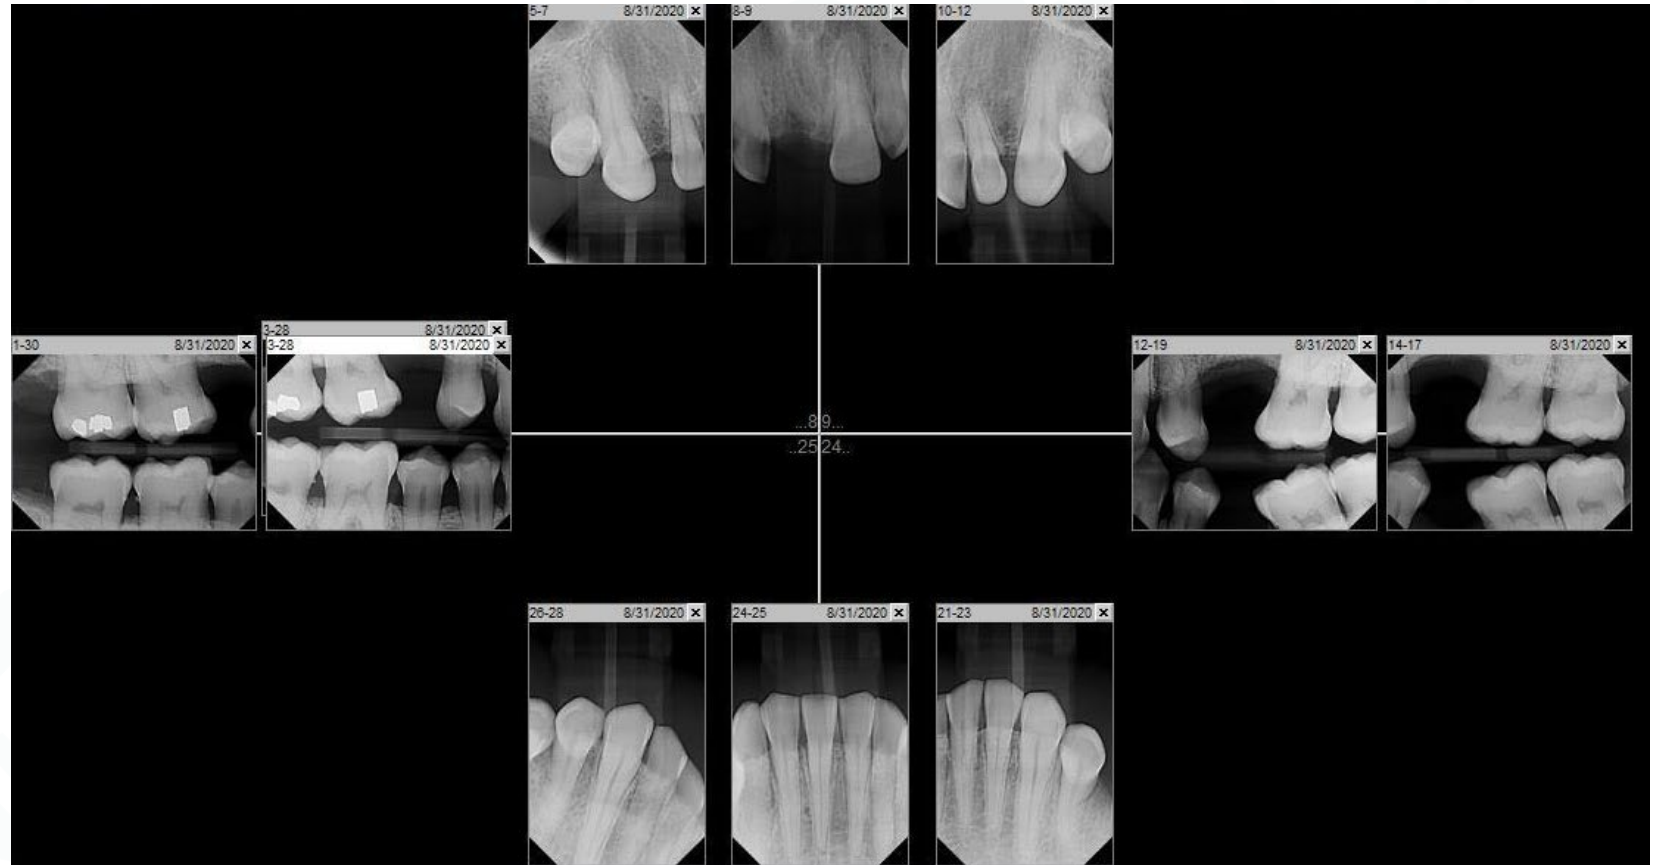 5-7 8/31/2020 ×
8-9 8/31/2020 ×
10-12 8/31/2020 ×
3-28 8/31/2020 ×
1-30 8/31/2020 ×
3-28 8/31/2020 ×
12-19 8/31/2020 ×
14-17 8/31/2020 ×
...8 9...
..25 24..
26-28 8/31/2020 ×
24-25 8/31/2020 ×
21-23 8/31/2020 ×